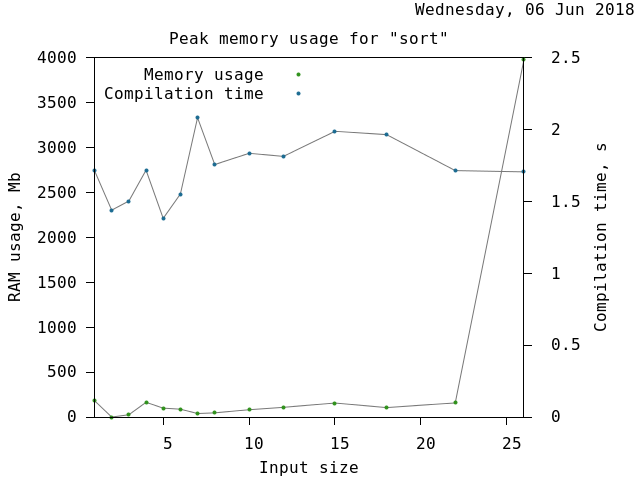 Wednesday, 06 Jun 2018
Peak memory usage for "sort"
Memory usage
Compilation time
RAM usage, Mb
4000
3500
3000
2500
2000
1500
1000
500
0
2.5
2
1.5
1
0.5
0
Compilation time, s
5 10 15 20 25
Input size